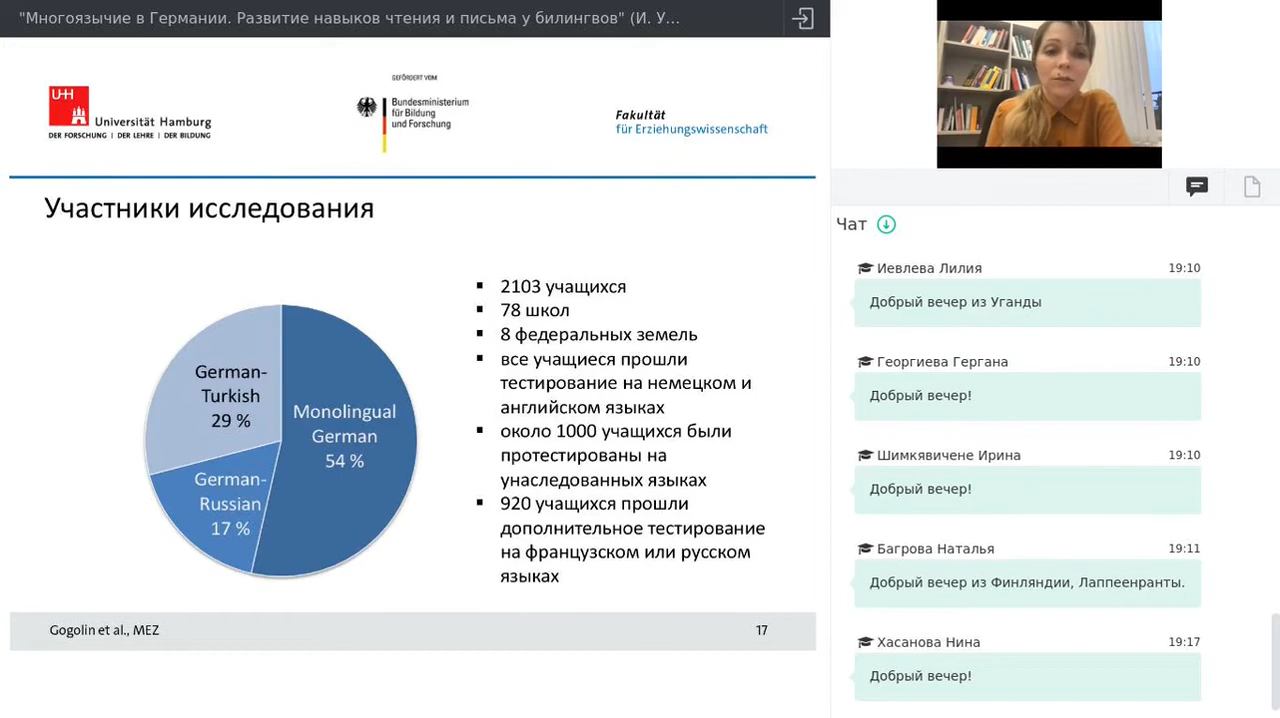 "Многоязычие в Германии. Развитие навыков чтения и письма у билингвов" (И. У...
UHH
Universität Hamburg
DER FORSCHUNG | DER LEHRE | DER BILDUNG
GEFÖRDERT VOM
Bundesministerium
für Bildung
und Forschung
Fakultät
für Erziehungswissenschaft
Участники исследования
German-
Turkish
29 %
Monolingual
German
54 %
German-
Russian
17 %
▪ 2103 учащихся
▪ 78 школ
▪ 8 федеральных земель
▪ все учащиеся прошли
тестирование на немецком и
английском языках
▪ около 1000 учащихся были
протестированы на
унаследованных языках
▪ 920 учащихся прошли
дополнительное тестирование
на французском или русском
языках
Gogolin et al., MEZ
17
Чат
Иевлева Лилия 19:10
Добрый вечер из Уганды
Георгиева Гергана 19:10
Добрый вечер!
Шимкявичене Ирина 19:10
Добрый вечер!
Багрова Наталья 19:11
Добрый вечер из Финляндии, Лаппеенранты.
Хасанова Нина 19:17
Добрый вечер!